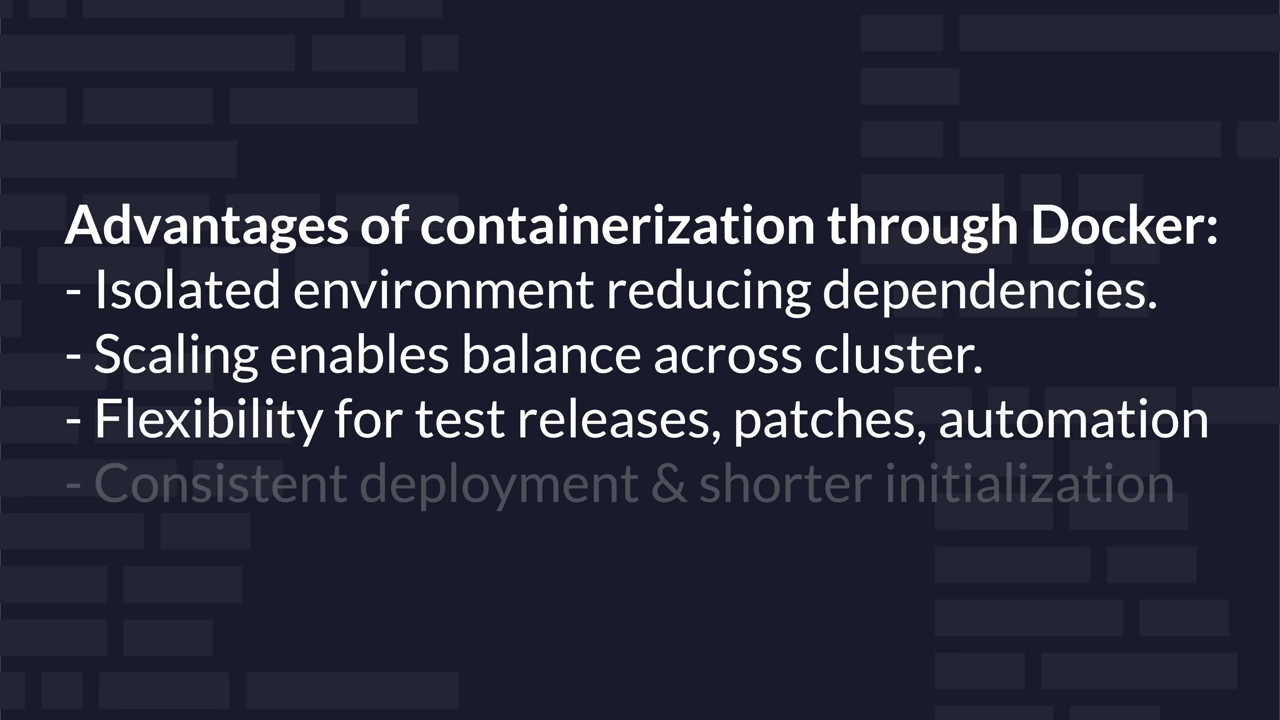 Advantages of containerization through Docker:
- Isolated environment reducing dependencies.
- Scaling enables balance across cluster.
- Flexibility for test releases, patches, automation
- Consistent deployment & shorter initialization